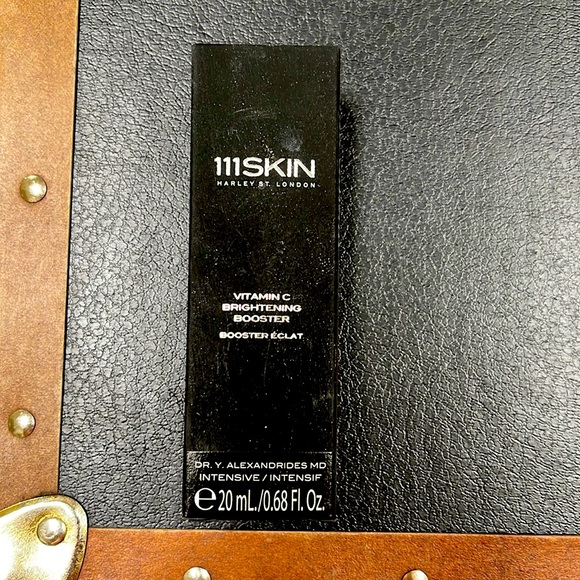 111SKIN
HARLEY ST. LONDON
VITAMIN C
BRIGHTENING
BOOSTER
BOOSTER ÉCLAT
DR. Y. ALEXANDRIDES MD
INTENSIVE / INTENSIF
℮ 20 mL./0.68 Fl. Oz.